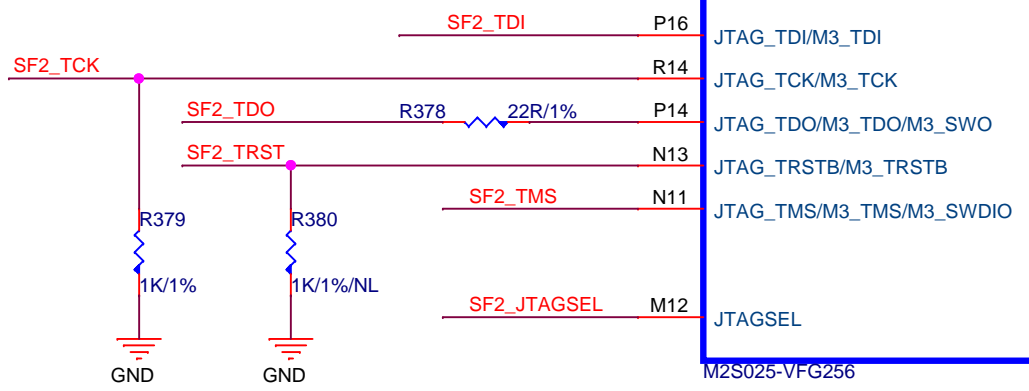 SF2_TDI
P16
JTAG_TDI/M3_TDI
SF2_TCK
R14
JTAG_TCK/M3_TCK
SF2_TDO
R378
22R/1%
P14
JTAG_TDO/M3_TDO/M3_SWO
SF2_TRST
N13
JTAG_TRSTB/M3_TRSTB
SF2_TMS
N11
JTAG_TMS/M3_TMS/M3_SWDIO
R379
R380
1K/1%
1K/1%/NL
SF2_JTAGSEL
M12
JTAGSEL
GND
GND
M2S025-VFG256